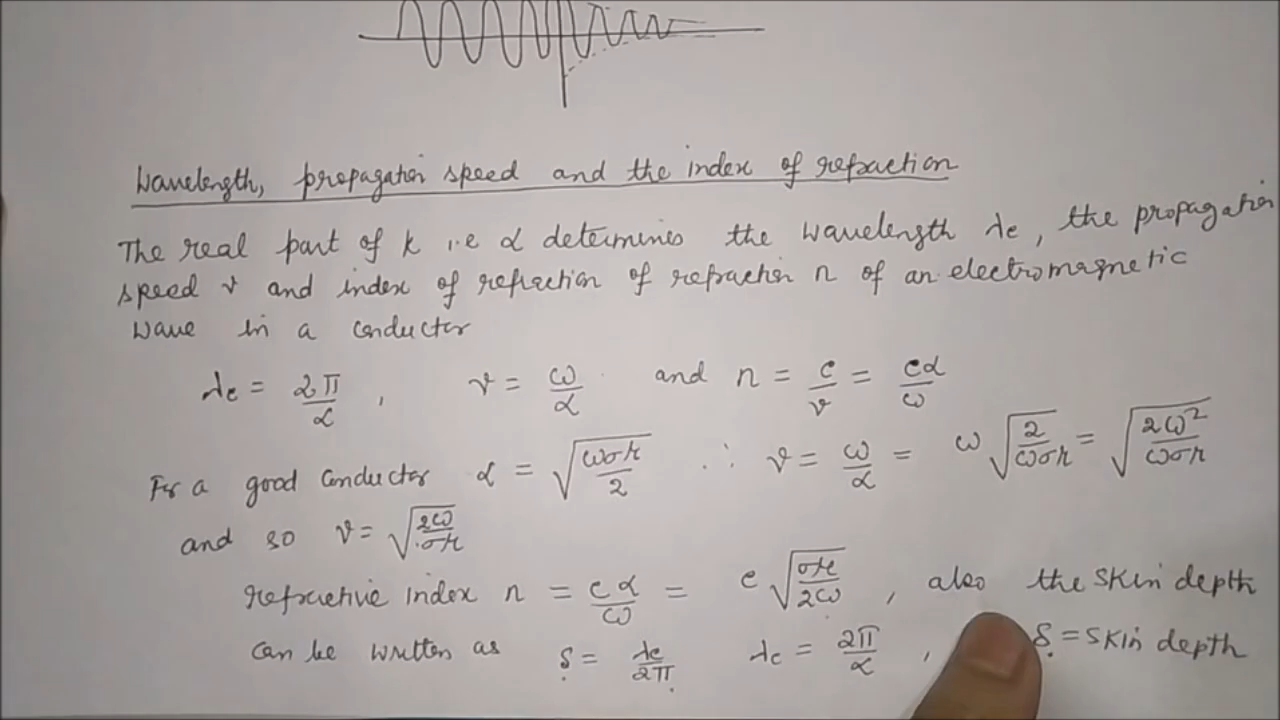 Wavelength, propagation speed and the index of refraction
The real part of k i.e α determines the wavelength λc, the propagation
speed v and index of refraction of refraction n of an electromagnetic
wave in a conductor
λc = 2π/α , v = ω/α and n = c/v = cα/ω
For a good conductor α = √(ωσμ/2) ∴ v = ω/α = ω√(2/ωσμ) = √(2ω²/ωσμ)
and so v = √(2ω/σμ)
refractive index n = cα/ω = c√(σμ/2ω) , also the skin depth
can be written as δ = λc/2π λc = 2π/α , δ = skin depth